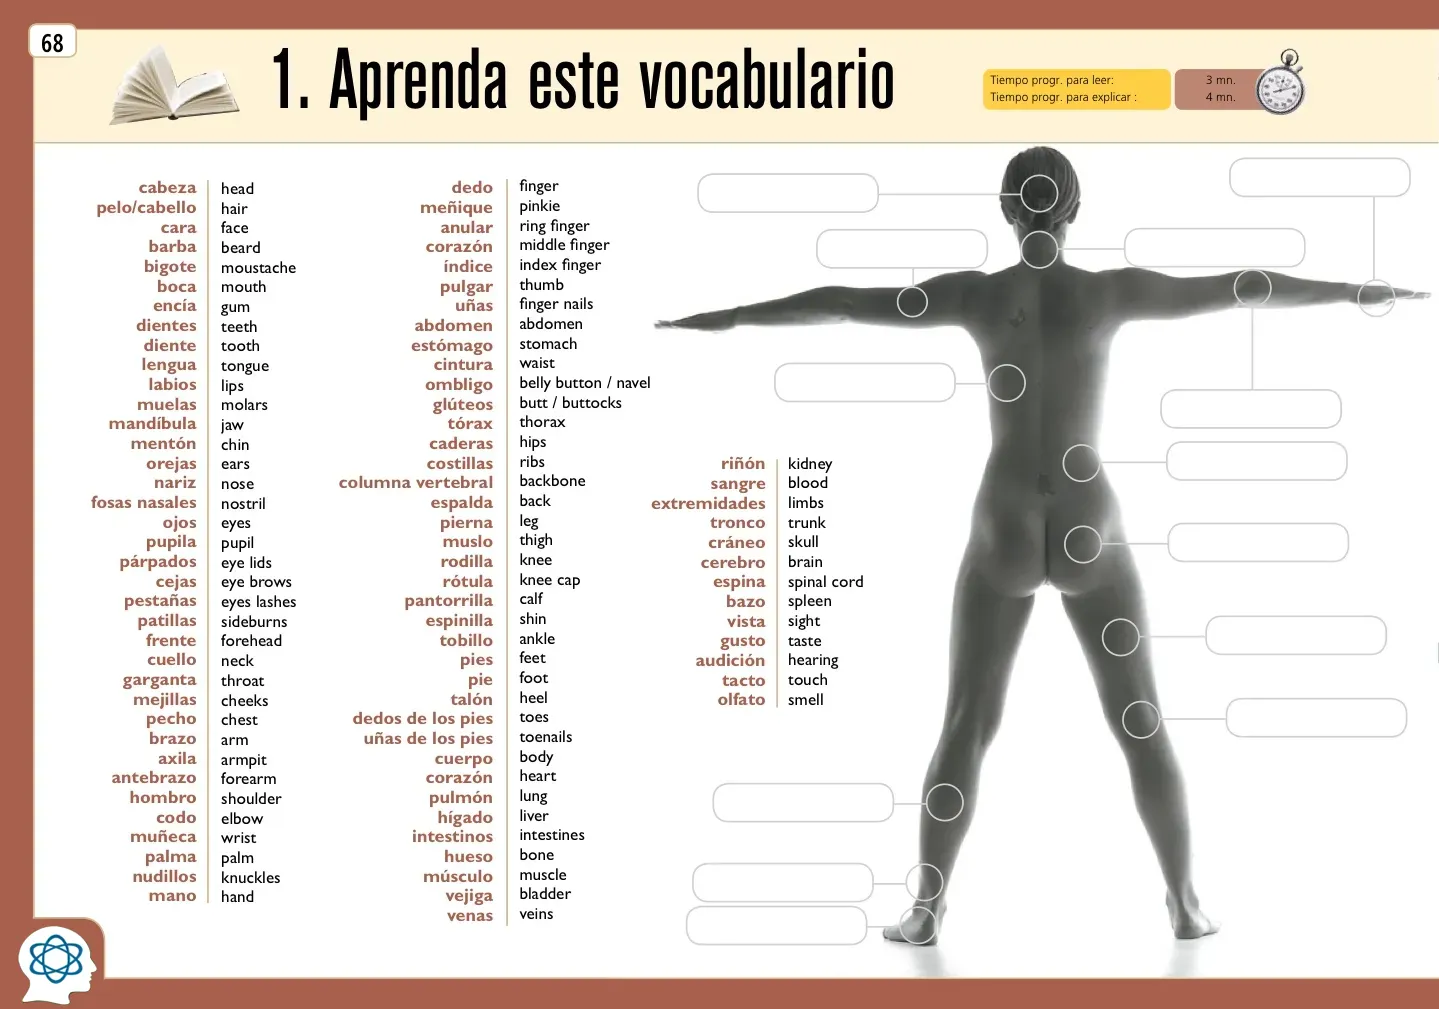 68
1. Aprenda este vocabulario
Tiempo progr. para leer: 3 mn.
Tiempo progr. para explicar : 4 mn.
cabeza head
pelo/cabello hair
cara face
barba beard
bigote moustache
boca mouth
encía gum
dientes teeth
diente tooth
lengua tongue
labios lips
muelas molars
mandíbula jaw
mentón chin
orejas ears
nariz nose
fosas nasales nostril
ojos eyes
pupila pupil
párpados eye lids
cejas eye brows
pestañas eyes lashes
patillas sideburns
frente forehead
cuello neck
garganta throat
mejillas cheeks
pecho chest
brazo arm
axila armpit
antebrazo forearm
hombro shoulder
codo elbow
muñeca wrist
palma palm
nudillos knuckles
mano hand
dedo finger
meñique pinkie
anular ring finger
corazón middle finger
índice index finger
pulgar thumb
uñas finger nails
abdomen abdomen
estómago stomach
cintura waist
ombligo belly button / navel
glúteos butt / buttocks
tórax thorax
caderas hips
costillas ribs
columna vertebral backbone
espalda back
pierna leg
muslo thigh
rodilla knee
rótula knee cap
pantorrilla calf
espinilla shin
tobillo ankle
pies feet
pie foot
talón heel
dedos de los pies toes
uñas de los pies toenails
cuerpo body
corazón heart
pulmón lung
hígado liver
intestinos intestines
hueso bone
músculo muscle
vejiga bladder
venas veins
riñón kidney
sangre blood
extremidades limbs
tronco trunk
cráneo skull
cerebro brain
espina spinal cord
bazo spleen
vista sight
gusto taste
audición hearing
tacto touch
olfato smell